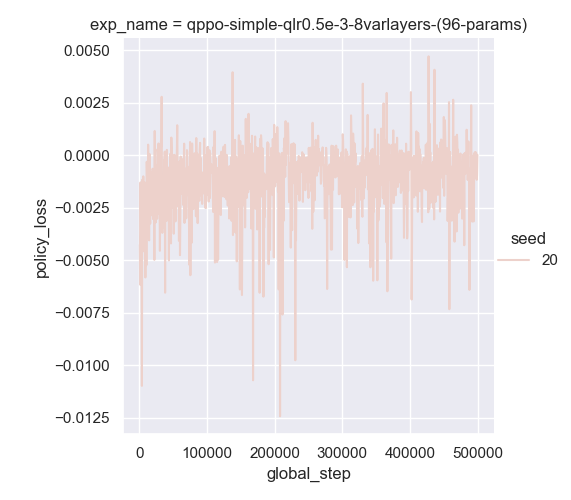 exp_name = qppo-simple-qlr0.5e-3-8varlayers-(96-params)
0.0050
0.0025
0.0000
−0.0025
−0.0050
−0.0075
−0.0100
−0.0125
policy_loss
0 100000 200000 300000 400000 500000
global_step
seed
20